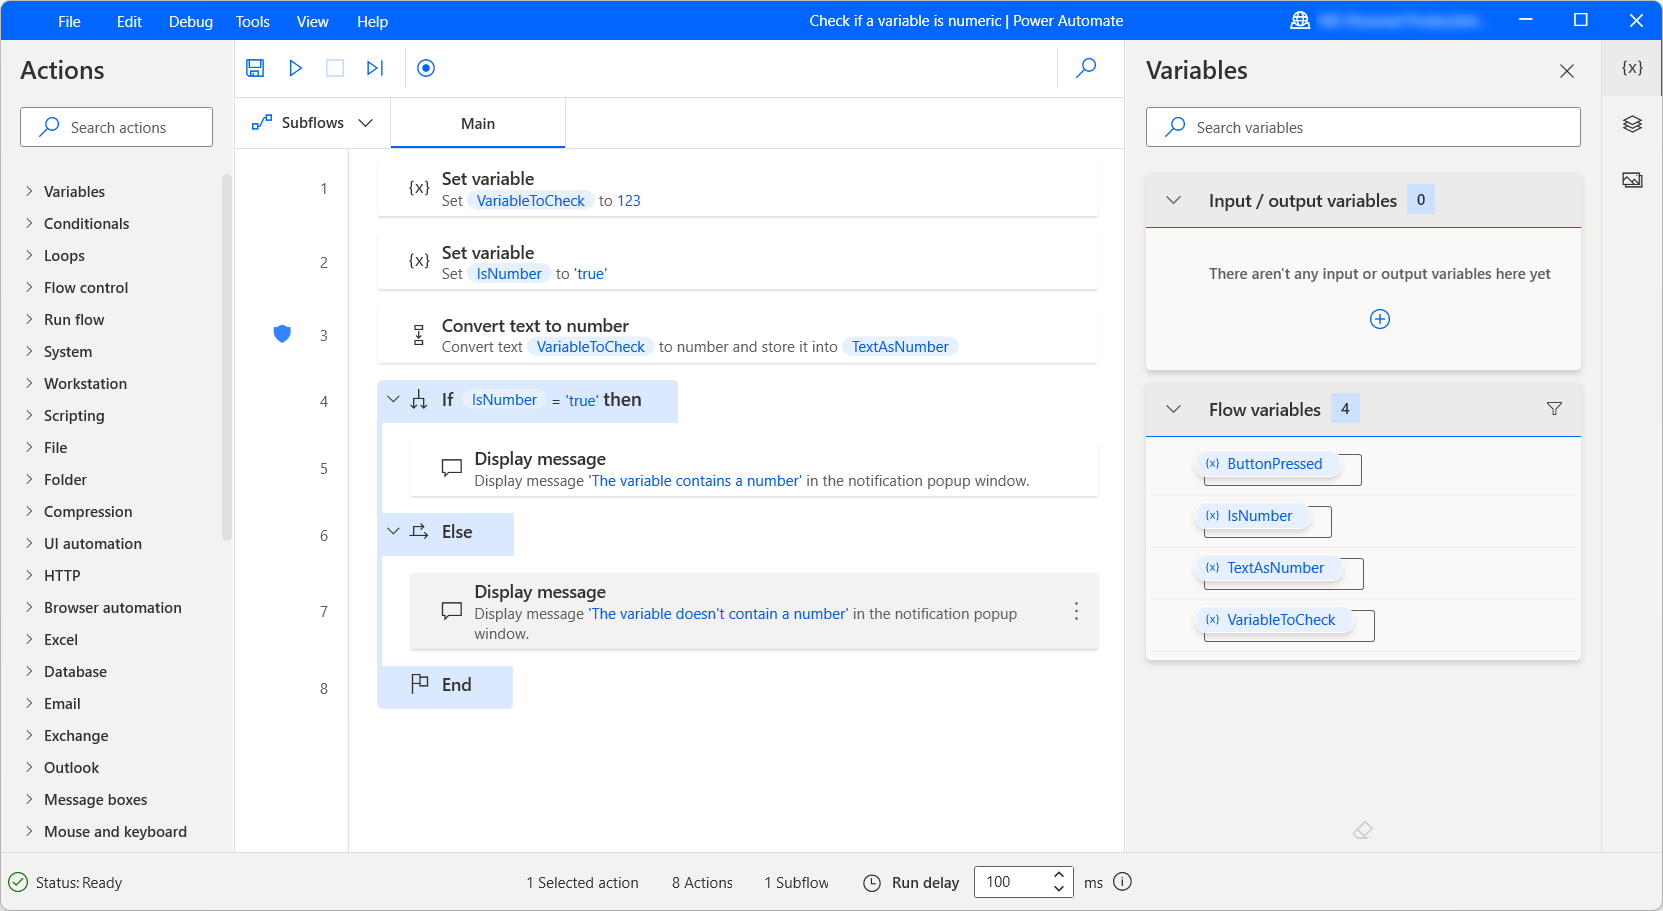 File Edit Debug Tools View Help
Check if a variable is numeric | Power Automate
Actions
Search actions
Variables
Conditionals
Loops
Flow control
Run flow
System
Workstation
Scripting
File
Folder
Compression
UI automation
HTTP
Browser automation
Excel
Database
Email
Exchange
Outlook
Message boxes
Mouse and keyboard
Subflows
Main
1
{x} Set variable
Set VariableToCheck to 123
2
{x} Set variable
Set IsNumber to 'true'
3
Convert text to number
Convert text VariableToCheck to number and store it into TextAsNumber
4
If IsNumber = 'true' then
5
Display message
Display message 'The variable contains a number' in the notification popup window.
6
Else
7
Display message
Display message 'The variable doesn't contain a number' in the notification popup
window.
8
End
Variables
{x}
Search variables
Input / output variables 0
There aren't any input or output variables here yet
Flow variables 4
{x} ButtonPressed
{x} IsNumber
{x} TextAsNumber
{x} VariableToCheck
Status: Ready
1 Selected action
8 Actions
1 Subflow
Run delay
100
ms